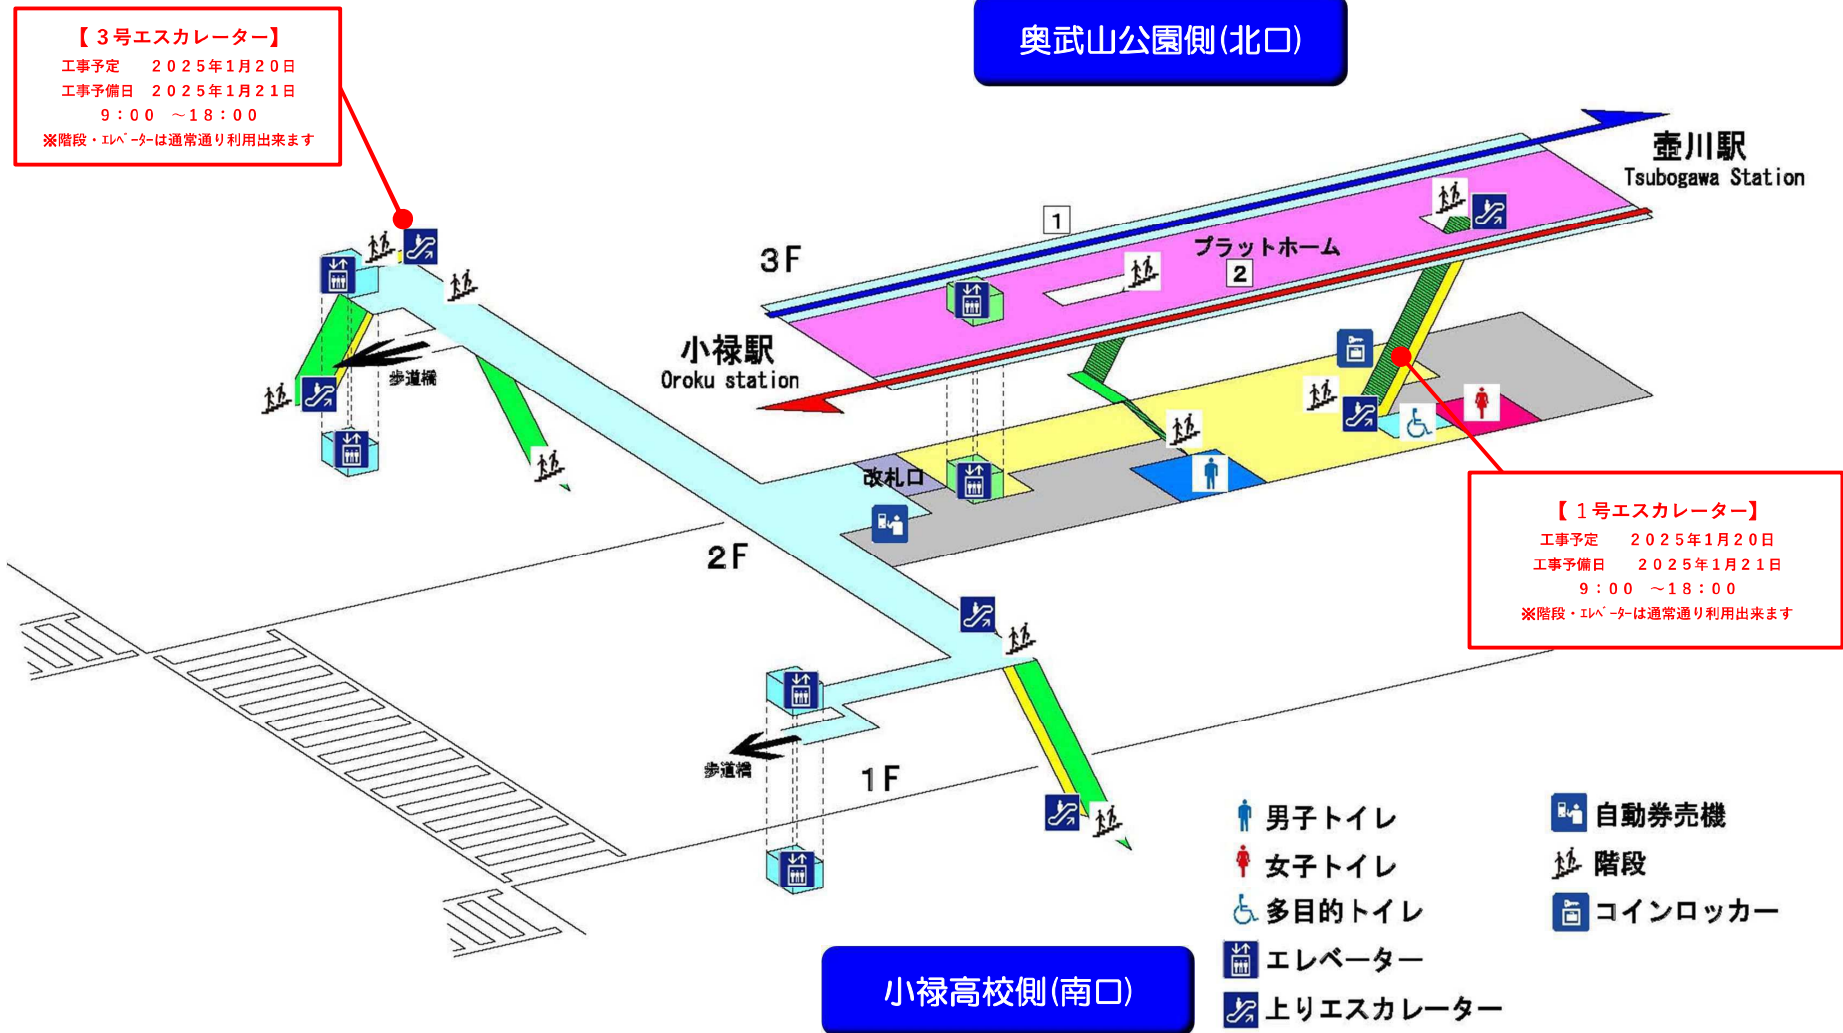 【３号エスカレーター】
工事予定　２０２５年１月２０日
工事予備日　２０２５年１月２１日
９：００　～１８：００
※階段・ｴﾚﾍﾞｰﾀｰは通常通り利用出来ます
奥武山公園側(北口)
壺川駅
Tsubogawa Station
1
3F
プラットホーム
2
小禄駅
Oroku station
歩道橋
改札口
【１号エスカレーター】
工事予定　２０２５年１月２０日
工事予備日　２０２５年１月２１日
９：００　～１８：００
※階段・ｴﾚﾍﾞｰﾀｰは通常通り利用出来ます
2F
歩道橋
1F
男子トイレ
女子トイレ
多目的トイレ
エレベーター
上りエスカレーター
自動券売機
階段
コインロッカー
小禄高校側(南口)